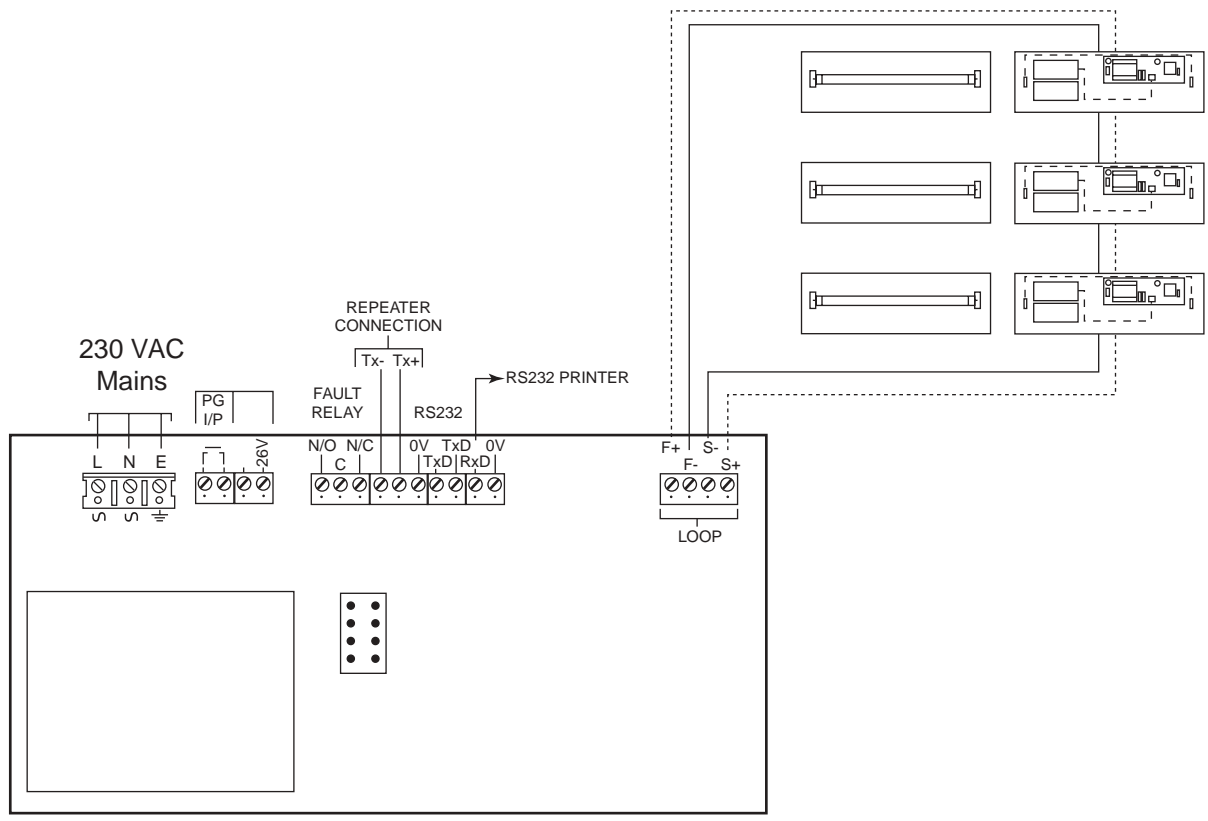 REPEATER
CONNECTION
Tx- Tx+
230 VAC
Mains
RS232 PRINTER
PG
I/P
FAULT
RELAY
RS232
L N E
26V
N/O N/C
C
0V TxD 0V
TxD RxD
F+ S-
F- S+
LOOP